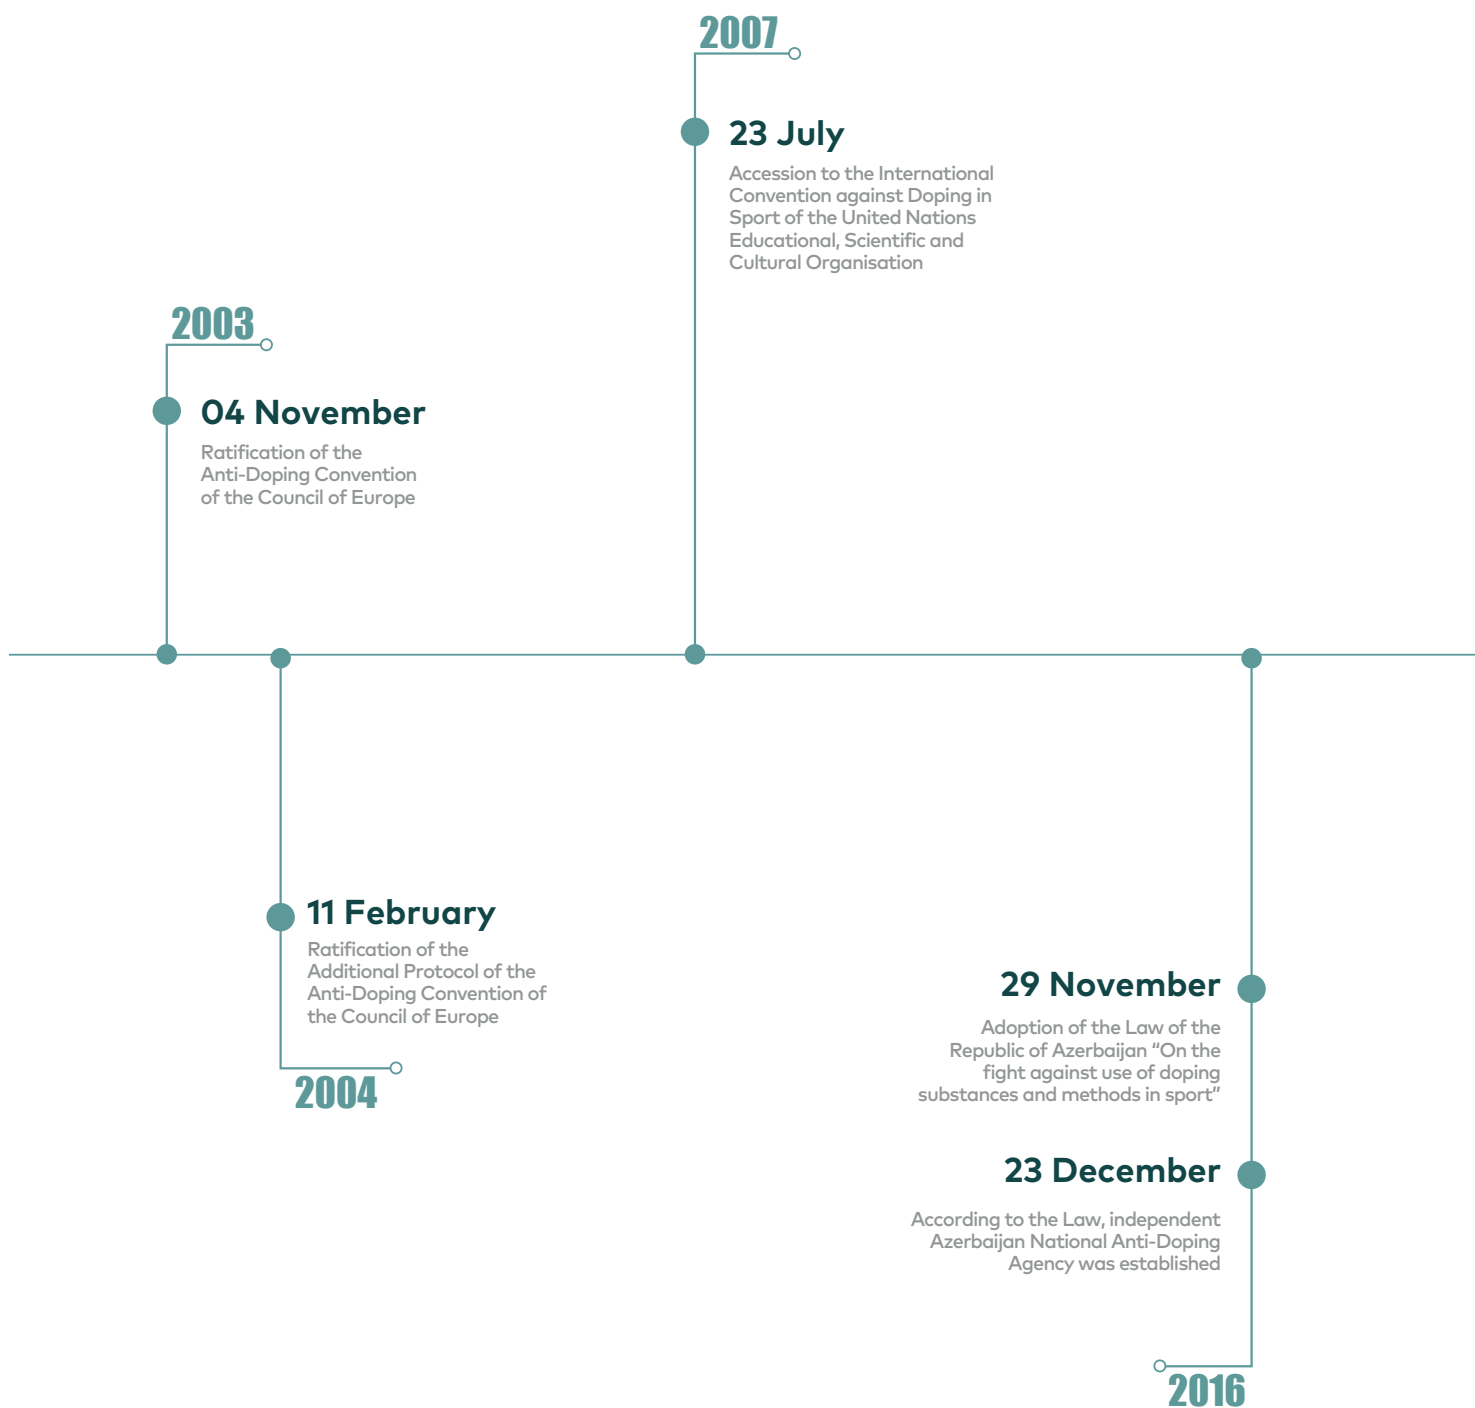 2007
23 July
Accession to the International
Convention against Doping in
Sport of the United Nations
Educational, Scientific and
Cultural Organisation
2003
04 November
Ratification of the
Anti-Doping Convention
of the Council of Europe
11 February
Ratification of the
Additional Protocol of the
Anti-Doping Convention of
the Council of Europe
2004
29 November
Adoption of the Law of the
Republic of Azerbaijan “On the
fight against use of doping
substances and methods in sport”
23 December
According to the Law, independent
Azerbaijan National Anti-Doping
Agency was established
2016